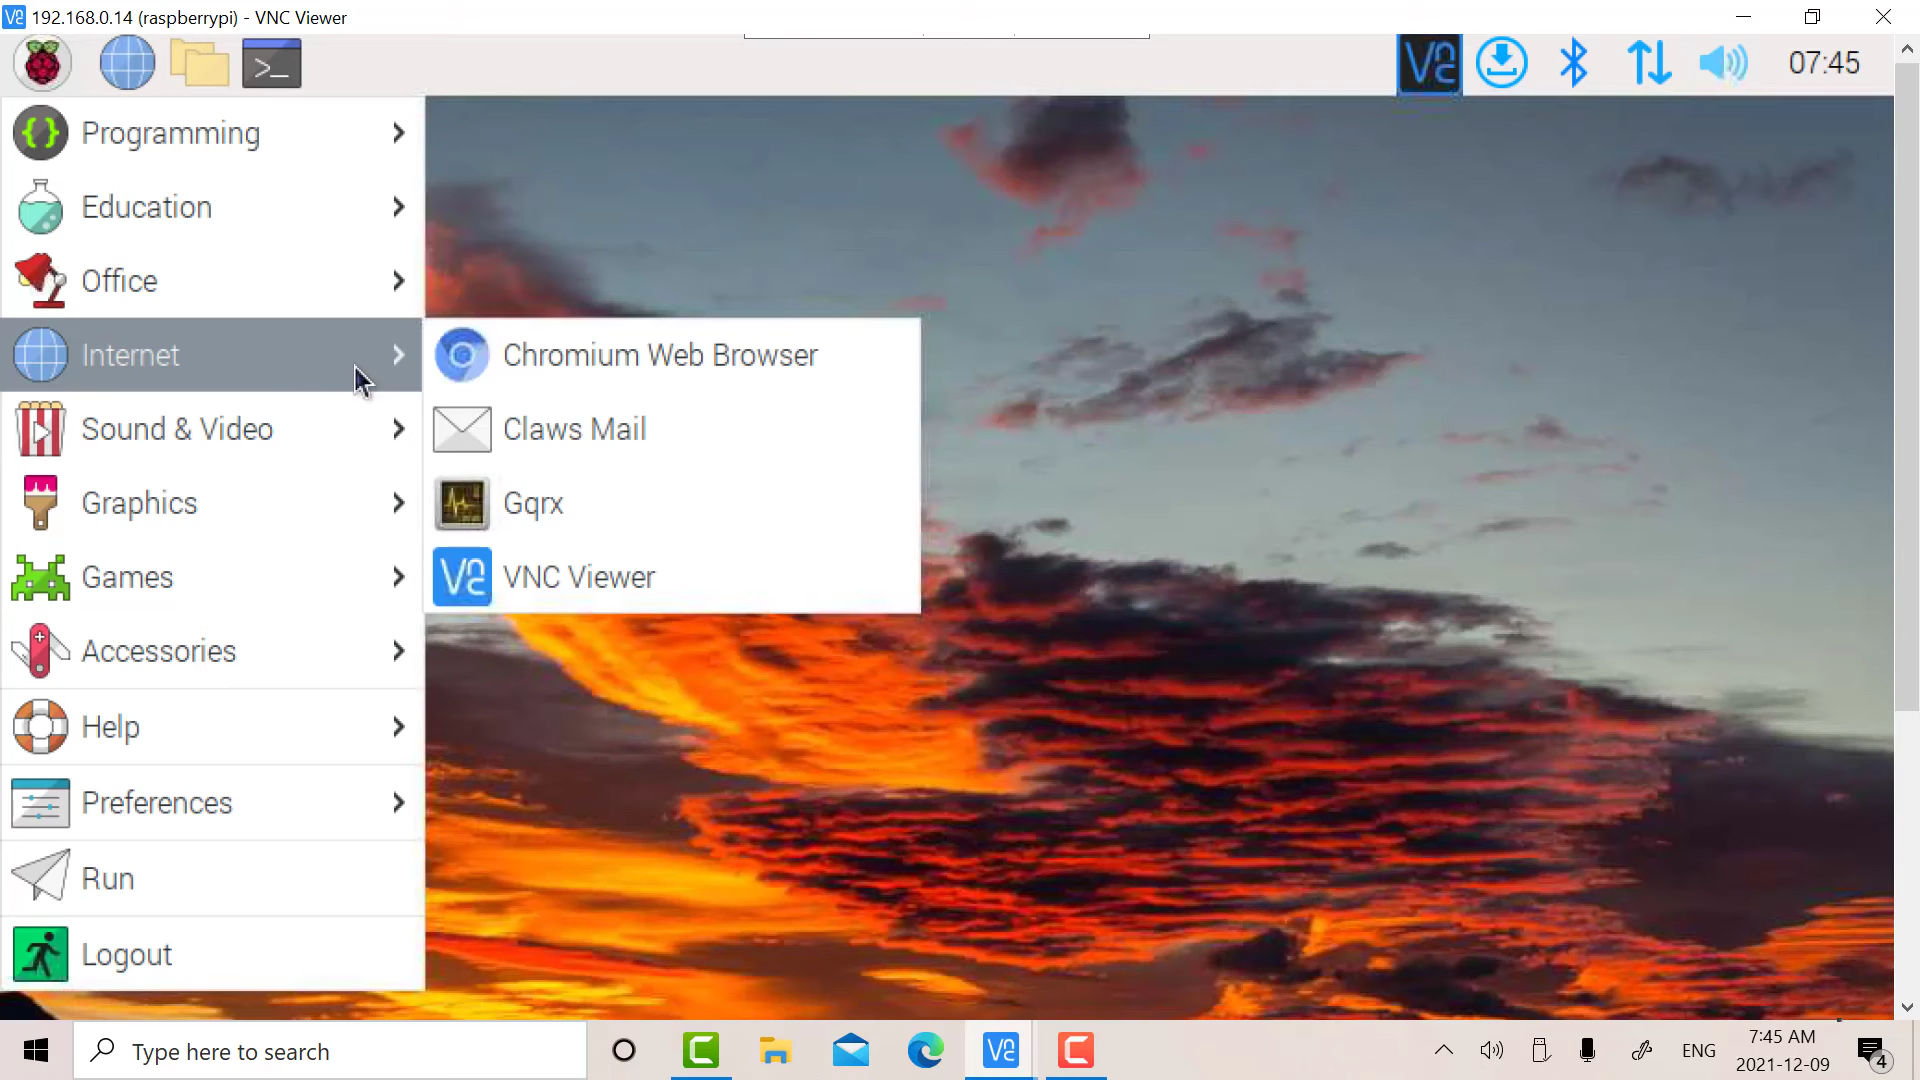 192.168.0.14 (raspberrypi) - VNC Viewer
07:45
Programming
Education
Office
Internet
Chromium Web Browser
Sound & Video
Claws Mail
Graphics
Gqrx
Games
VNC Viewer
Accessories
Help
Preferences
Run
Logout
Type here to search
ENG
7:45 AM
2021-12-09
4